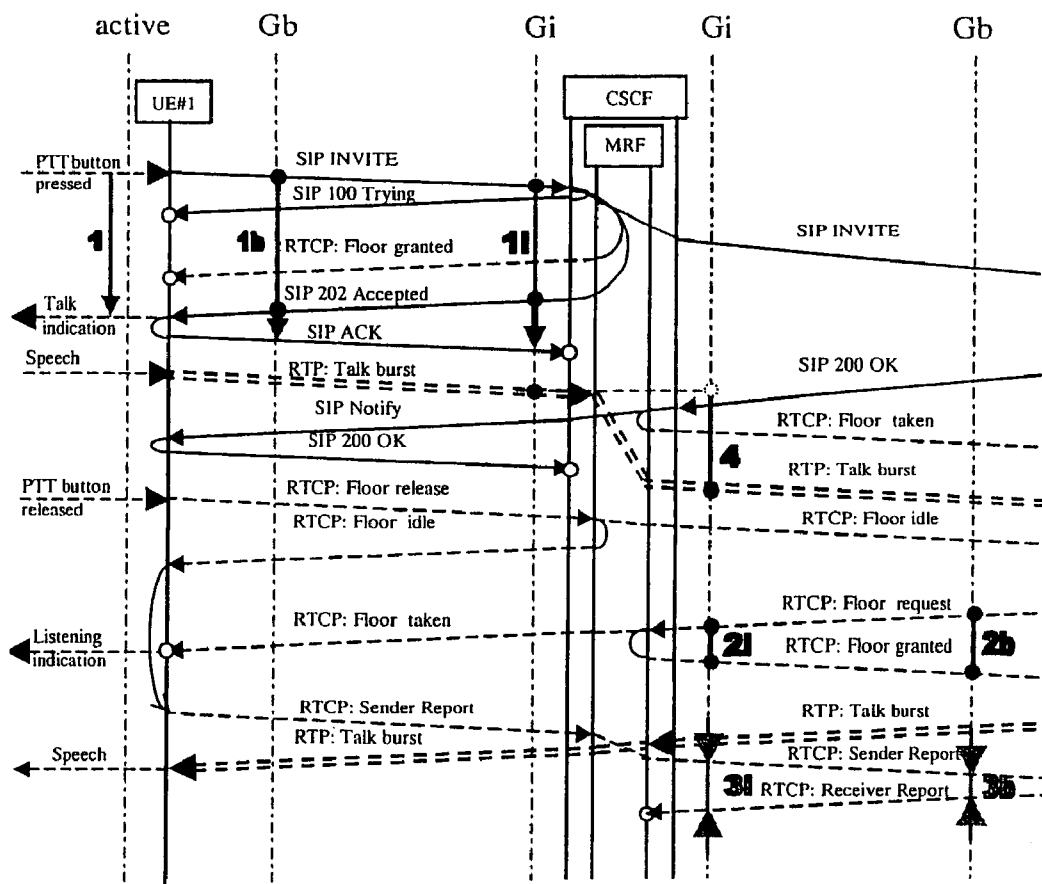 active Gb Gi Gi Gb
UE#1
CSCF
MRF
PTT button
pressed
SIP INVITE
SIP 100 Trying
SIP INVITE
1
1b
1i
RTCP: Floor granted
SIP 202 Accepted
Talk
indication
SIP ACK
Speech
RTP: Talk burst
SIP 200 OK
SIP Notify
RTCP: Floor taken
SIP 200 OK
4
RTP: Talk burst
PTT button
released
RTCP: Floor release
RTCP: Floor idle
RTCP: Floor idle
RTCP: Floor request
RTCP: Floor taken
Listening
indication
2i
RTCP: Floor granted
2b
RTCP: Sender Report
RTP: Talk burst
RTP: Talk burst
Speech
RTCP: Sender Report
3i
RTCP: Receiver Report
3b